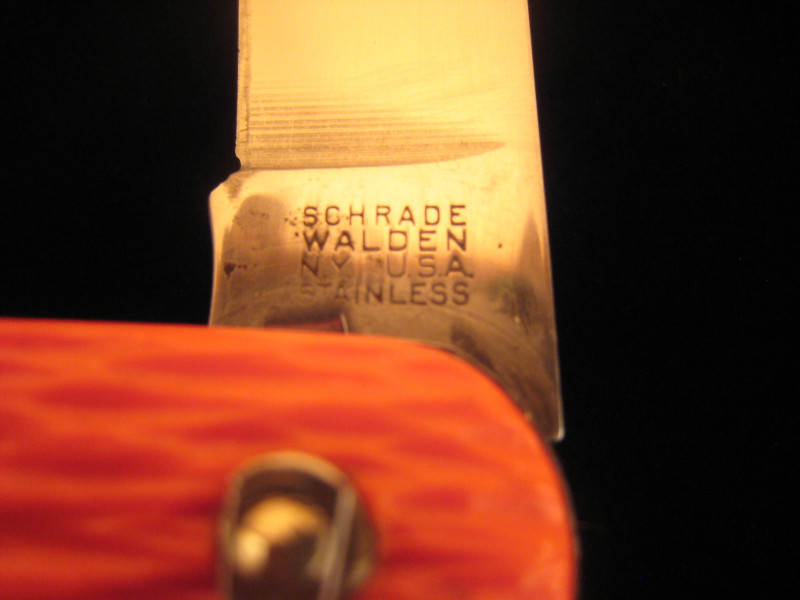 SCHRADE
WALDEN
N.Y. U.S.A.
STAINLESS